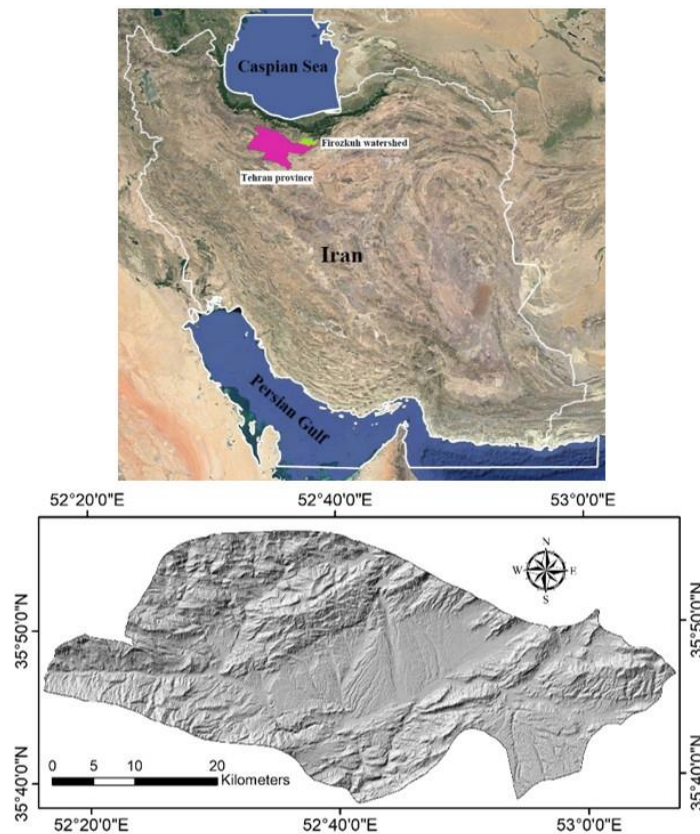 Caspian Sea
Firozkuh watershed
Tehran province
Iran
Persian Gulf
52°20'0"E 52°40'0"E 53°0'0"E
N
W E
S
35°50'0"N 35°50'0"N
0 5 10 20
Kilometers
35°40'0"N 35°40'0"N
52°20'0"E 52°40'0"E 53°0'0"E